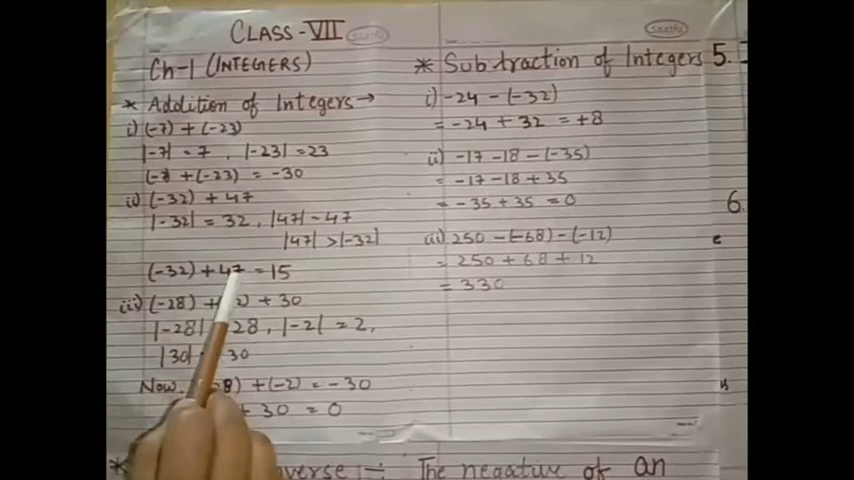 CLASS - VII
Ch-1 (INTEGERS)
* Addition of Integers →
i) (-7) + (-23)
|-7| = 7 , |-23| = 23
(-7) + (-23) = -30
ii) (-32) + 47
|-32| = 32, |47| - 47
|47| > |-32|
(-32) + 47 = 15
iii) (-28) + 2) + 30
|-28| 28, |-2| = 2,
|30| 30
Now, 8) + (-2) = -30
+ 30 = 0
* Subtraction of Integers
i) -24 - (-32)
= -24 + 32 = +8
ii) -17 -18 - (-35)
= -17 -18 + 35
= -35 + 35 = 0
iii) 250 - (-68) - (-12)
= 250 + 68 + 12
= 330
5.
6.
* verse :- The negative of an